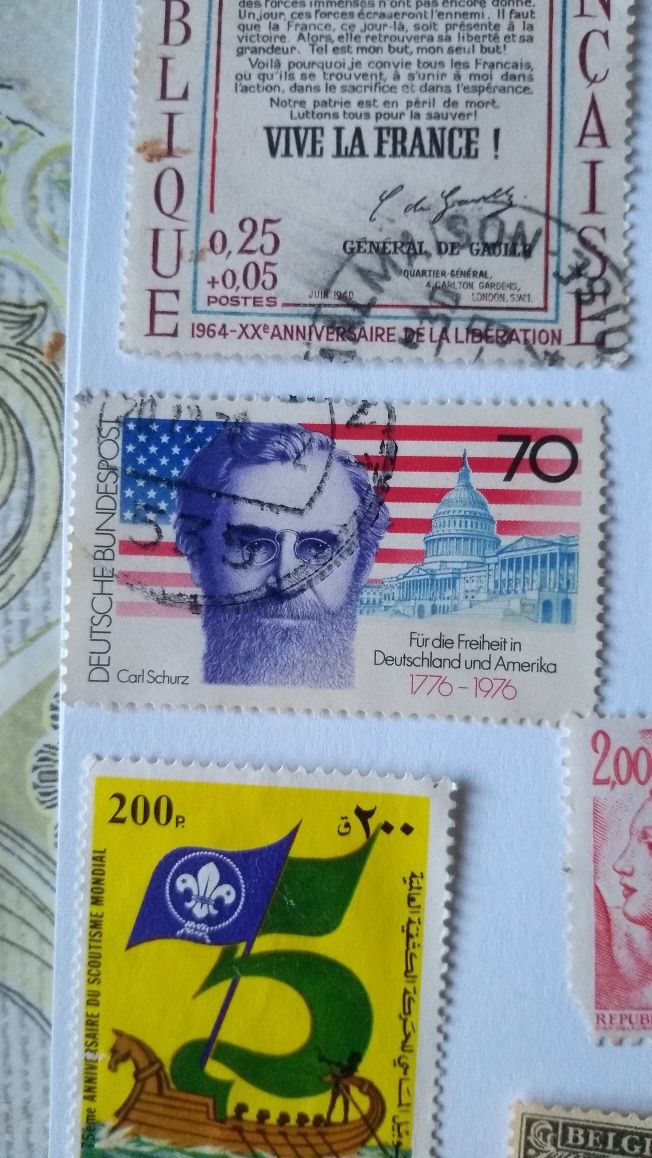 des forces immenses n'ont pas encore donné.
Un jour, ces forces écraseront l'ennemi. Il faut
que la France, ce jour-là, soit présente à la
victoire. Alors, elle retrouvera sa liberté et sa
grandeur. Tel est mon but, mon seul but!
Voilà pourquoi je convie tous les Français,
où qu'ils se trouvent, à s'unir à moi dans
l'action, dans le sacrifice et dans l'espérance.
Notre patrie est en péril de mort.
Luttons tous pour la sauver!
VIVE LA FRANCE !
BLIQUE
NÇAISE
0,25
+0,05
POSTES
GÉNÉRAL DE GAULLE
QUARTIER-GÉNÉRAL,
4, CARLTON GARDENS,
LONDON, S.W.1.
JUIN 1940
1964-XXe ANNIVERSAIRE DE LA LIBÉRATION
DEUTSCHE BUNDESPOST
70
Carl Schurz
Für die Freiheit in
Deutschland und Amerika
1776-1976
200 P.
٢٠٠ ق
75ème ANNIVERSAIRE DU SCOUTISME MONDIAL
للحركة الكشفية العالمية
2,00
REPUB
BELGI